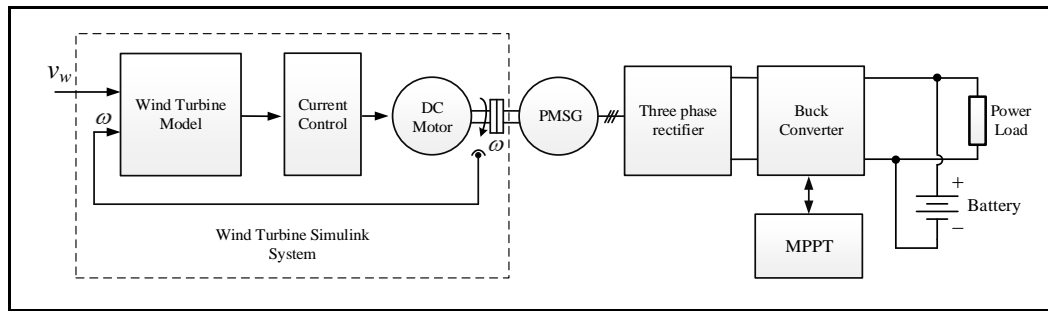 v_w
ω
Wind Turbine
Model
Current
Control
DC
Motor
ω
PMSG
Three phase
rectifier
Buck
Converter
Power
Load
MPPT
+
Battery
−
Wind Turbine Simulink
System